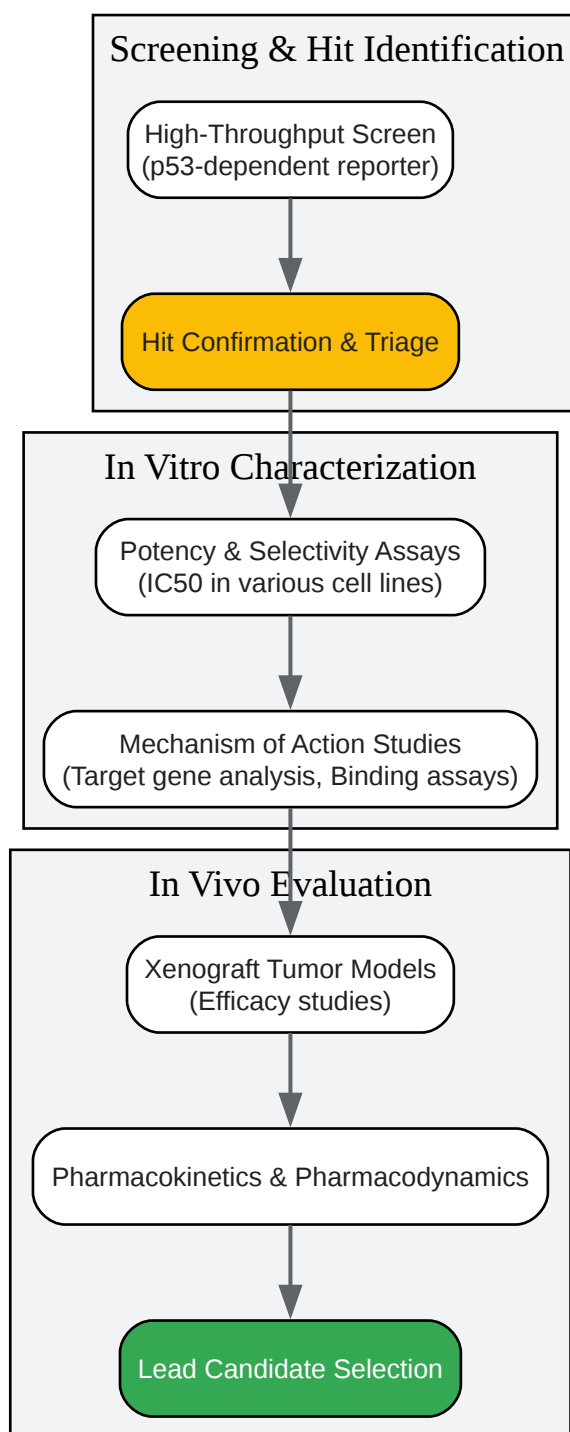 Screening & Hit Identification
High-Throughput Screen
(p53-dependent reporter)
Hit Confirmation & Triage
In Vitro Characterization
Potency & Selectivity Assays
(IC50 in various cell lines)
Mechanism of Action Studies
(Target gene analysis, Binding assays)
In Vivo Evaluation
Xenograft Tumor Models
(Efficacy studies)
Pharmacokinetics & Pharmacodynamics
Lead Candidate Selection